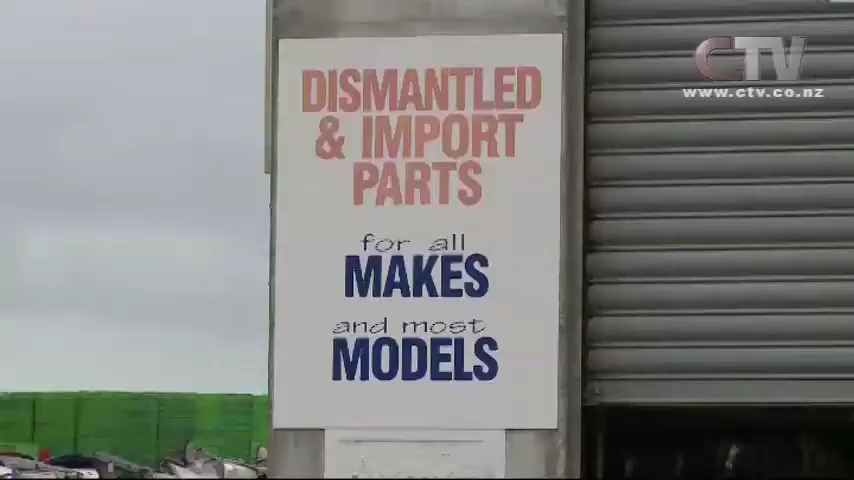 CTV
www.ctv.co.nz
DISMANTLED
& IMPORT
PARTS
for all
MAKES
and most
MODELS